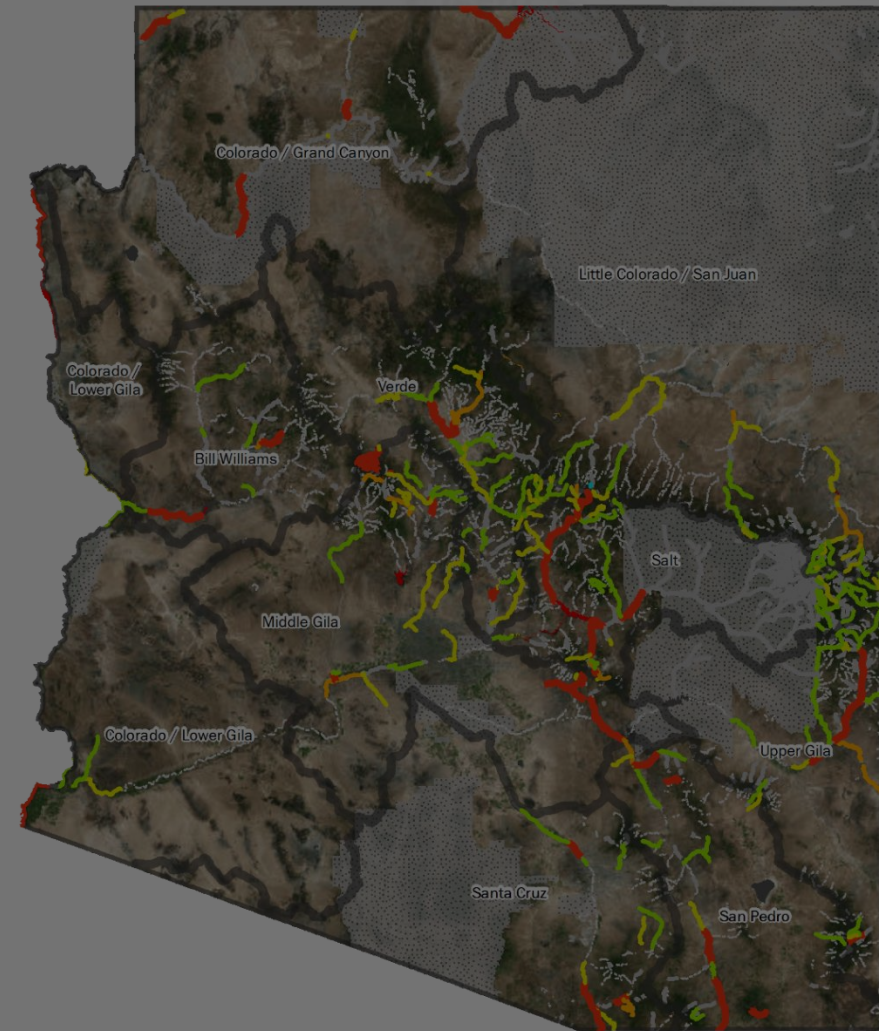 Colorado / Grand Canyon
Little Colorado / San Juan
Colorado /
Lower Gila
Verde
Bill Williams
Salt
Middle Gila
Colorado / Lower Gila
Upper Gila
Santa Cruz
San Pedro